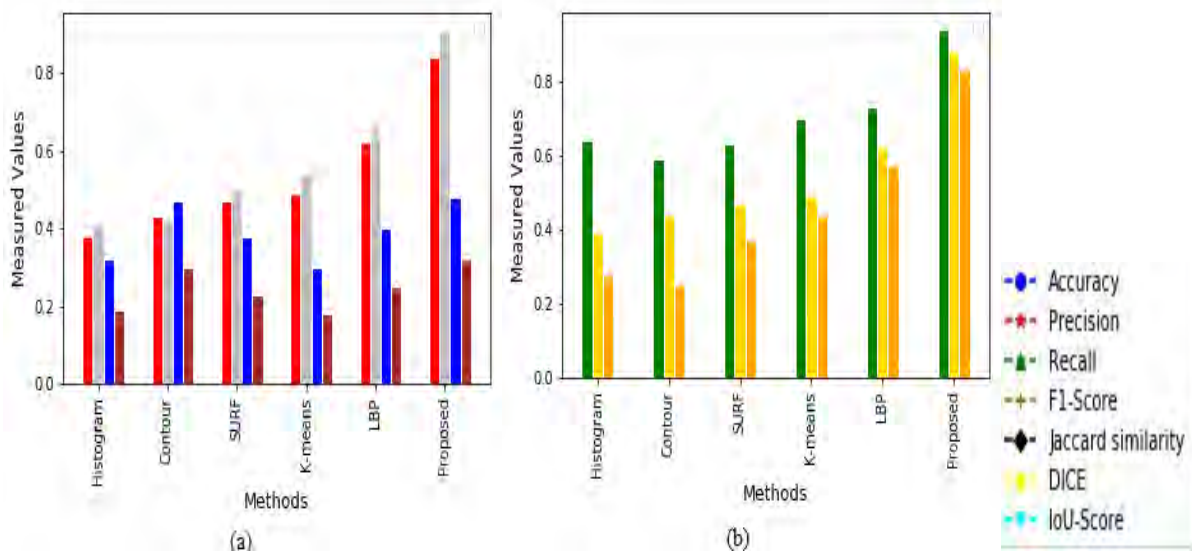 Measured Values
0.8
0.6
0.4
0.2
0.0
Histogram
Contour
SURF
K-means
LBP
Proposed
Methods
(a)
Measured Values
0.8
0.6
0.4
0.2
0.0
Histogram
Contour
SURF
K-means
LBP
Proposed
Methods
(b)
Accuracy
Precision
Recall
F1-Score
Jaccard similarity
DICE
IoU-Score